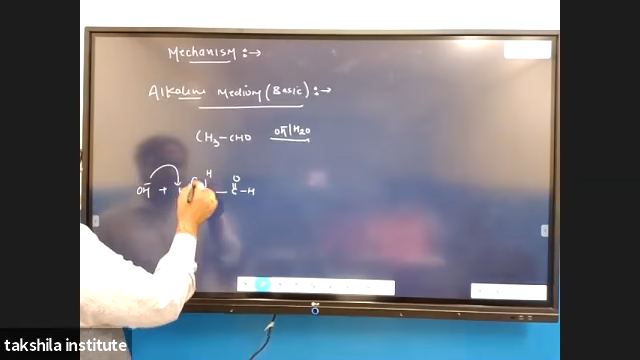 Mechanism :→
Alkaline Medium (Basic) :→
CH3-CHO OH̄/H2O
H O
OH̄ + — C-H
takshila institute